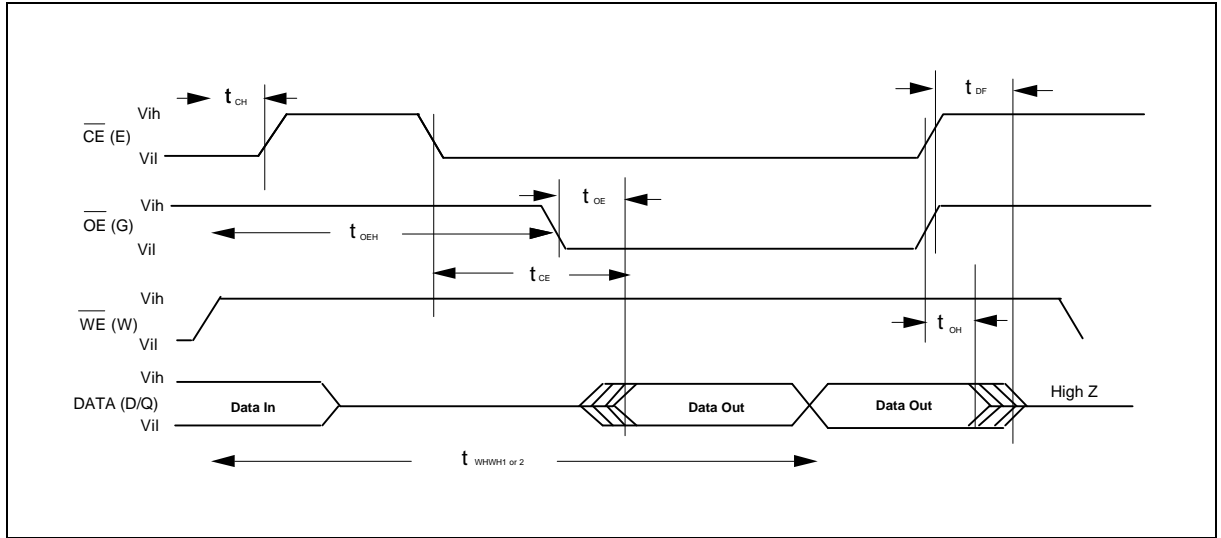 t CH
t DF
Vih
CE (E)
Vil
t OE
Vih
OE (G)
t OEH
Vil
t CE
Vih
WE (W)
t OH
Vil
Vih
DATA (D/Q)
Data In
Data Out
Data Out
High Z
Vil
t WHWH1 or 2